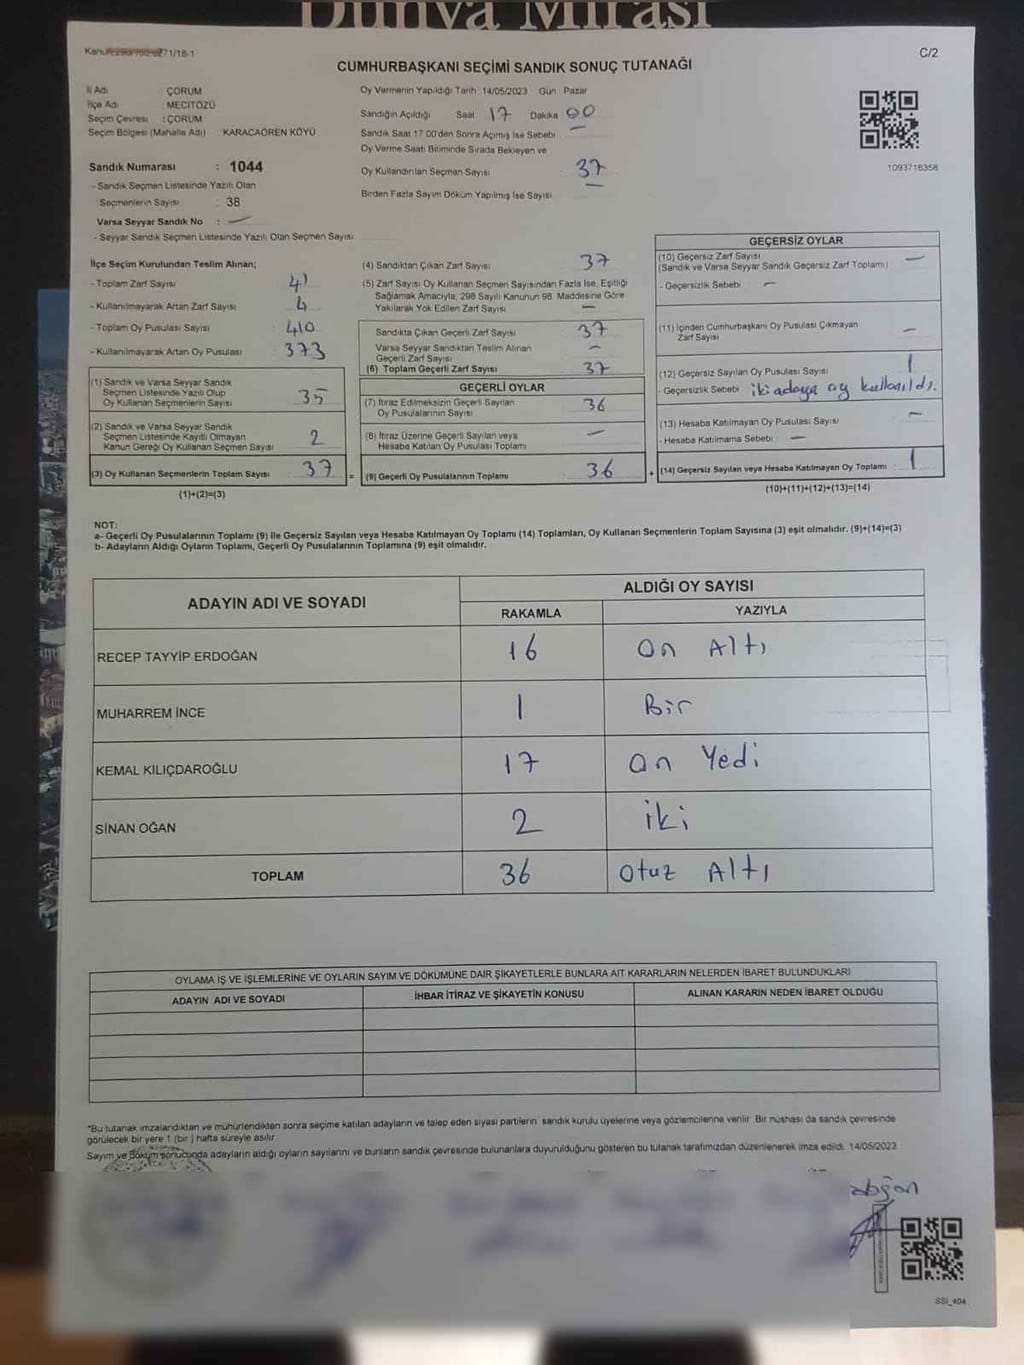 Dünya Mirası
C/2
CUMHURBAŞKANI SEÇİMİ SANDIK SONUÇ TUTANAĞI
İl Adı ÇORUM
İlçe Adı MECİTÖZÜ
Seçim Çevresi : ÇORUM
Seçim Bölgesi (Mahalle Adı) KARACAÖREN KÖYÜ
Sandık Numarası : 1044
- Sandık Seçmen Listesinde Yazılı Olan
Seçmenlerin Sayısı : 38
Varsa Seyyar Sandık No : —
- Seyyar Sandık Seçmen Listesinde Yazılı Olan Seçmen Sayısı
Oy Vermenin Yapıldığı Tarih 14/05/2023 Gün Pazar
Sandığın Açıldığı Saat 17 Dakika 00
Sandık Saat 17:00'den Sonra Açılmış İse Sebebi —
Oy Verme Saati Bitiminde Sırada Bekleyen ve
Oy Kullandırılan Seçmen Sayısı 37
Birden Fazla Sayım Döküm Yapılmış İse Sayısı —
1093718358
İlçe Seçim Kurulundan Teslim Alınan;
- Toplam Zarf Sayısı 41
- Kullanılmayarak Artan Zarf Sayısı 4
- Toplam Oy Pusulası Sayısı 410
- Kullanılmayarak Artan Oy Pusulası 373
(1) Sandık ve Varsa Seyyar Sandık
Seçmen Listesinde Yazılı Olup
Oy Kullanan Seçmenlerin Sayısı 35
(2) Sandık ve Varsa Seyyar Sandık
Seçmen Listesinde Kayıtlı Olmayan
Kanun Gereği Oy Kullanan Seçmen Sayısı 2
(3) Oy Kullanan Seçmenlerin Toplam Sayısı : 37 =
(1)+(2)=(3)
(4) Sandıktan Çıkan Zarf Sayısı 37
(5) Zarf Sayısı Oy Kullanan Seçmen Sayısından Fazla İse, Eşitliği
Sağlamak Amacıyla, 298 Sayılı Kanunun 98. Maddesine Göre
Yakılarak Yok Edilen Zarf Sayısı —
Sandıkta Çıkan Geçerli Zarf Sayısı 37
Varsa Seyyar Sandıktan Teslim Alınan
Geçerli Zarf Sayısı —
(6) Toplam Geçerli Zarf Sayısı 37
GEÇERLİ OYLAR
(7) İtiraz Edilmeksizin Geçerli Sayılan
Oy Pusulalarının Sayısı 36
(8) İtiraz Üzerine Geçerli Sayılan veya
Hesaba Katılan Oy Pusulası Toplamı —
(9) Geçerli Oy Pusulalarının Toplamı 36 +
GEÇERSİZ OYLAR
(10) Geçersiz Zarf Sayısı —
(Sandık ve Varsa Seyyar Sandık Geçersiz Zarf Toplamı)
- Geçersizlik Sebebi —
(11) İçinden Cumhurbaşkanı Oy Pusulası Çıkmayan
Zarf Sayısı —
(12) Geçersiz Sayılan Oy Pusulası Sayısı 1
- Geçersizlik Sebebi iki adaya oy kullanıldı.
(13) Hesaba Katılmayan Oy Pusulası Sayısı —
- Hesaba Katılmama Sebebi —
(14) Geçersiz Sayılan veya Hesaba Katılmayan Oy Toplamı 1
(10)+(11)+(12)+(13)=(14)
NOT:
a- Geçerli Oy Pusulalarının Toplamı (9) ile Geçersiz Sayılan veya Hesaba Katılmayan Oy Toplamı (14) Toplamları, Oy Kullanan Seçmenlerin Toplam Sayısına (3) eşit olmalıdır. (9)+(14)=(3)
b- Adayların Aldığı Oyların Toplamı, Geçerli Oy Pusulalarının Toplamına (9) eşit olmalıdır.
ADAYIN ADI VE SOYADI
ALDIĞI OY SAYISI
RAKAMLA YAZIYLA
RECEP TAYYİP ERDOĞAN 16 On Altı
MUHARREM İNCE 1 Bir
KEMAL KILIÇDAROĞLU 17 On Yedi
SİNAN OĞAN 2 iki
TOPLAM 36 Otuz Altı
OYLAMA İŞ VE İŞLEMLERİNE VE OYLARIN SAYIM VE DÖKÜMÜNE DAİR ŞİKAYETLERLE BUNLARA AİT KARARLARIN NELERDEN İBARET BULUNDUKLARI
ADAYIN ADI VE SOYADI İHBAR İTİRAZ VE ŞİKAYETİN KONUSU ALINAN KARARIN NEDEN İBARET OLDUĞU
*Bu tutanak imzalandıktan ve mühürlendikten sonra seçime katılan adayların ve talep eden siyasi partilerin sandık kurulu üyelerine veya gözlemcilerine verilir. Bir nüshası da sandık çevresinde
görülecek bir yere 1 (bir ) hafta süreyle asılır.
Sayım ve döküm sonucunda adayların aldığı oyların sayılarını ve bunların sandık çevresinde bulunanlara duyurulduğunu gösteren bu tutanak tarafımızdan düzenlenerek imza edildi. 14/05/2023
SSI_404